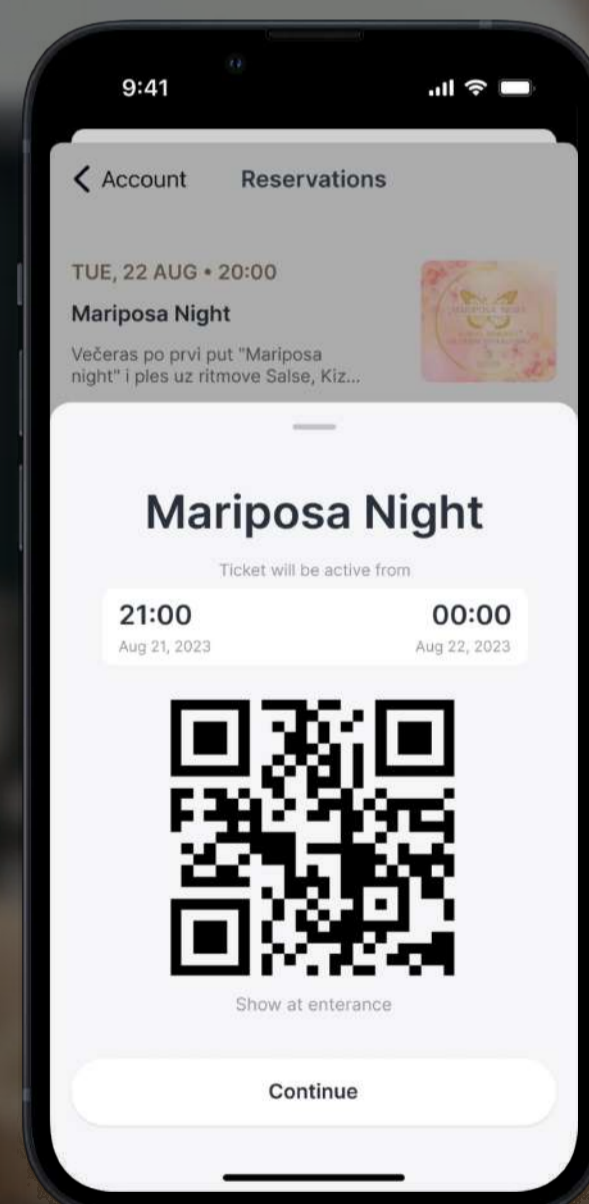 9:41
Account Reservations
TUE, 22 AUG • 20:00
Mariposa Night
Večeras po prvi put "Mariposa
night" i ples uz ritmove Salse, Kiz...
MARIPOSA NIGHT
Mariposa Night
Ticket will be active from
21:00 00:00
Aug 21, 2023 Aug 22, 2023
Show at enterance
Continue